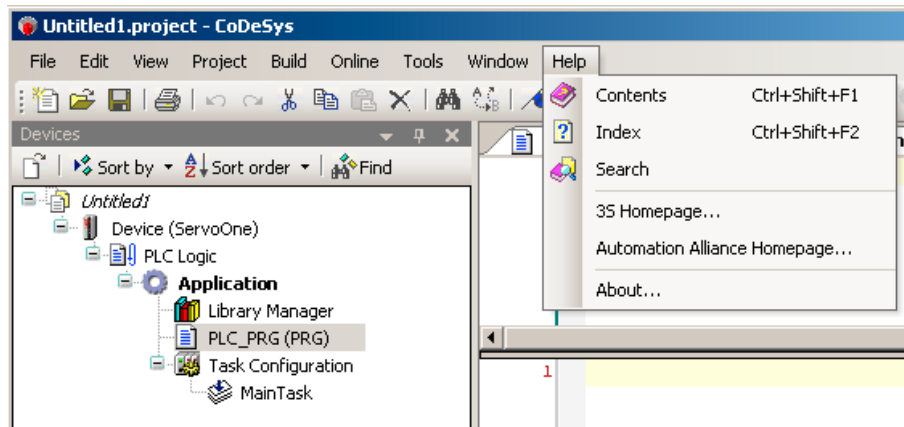 Untitled1.project - CoDeSys
File Edit View Project Build Online Tools Window Help
Contents Ctrl+Shift+F1
Index Ctrl+Shift+F2
Search
3S Homepage...
Automation Alliance Homepage...
About...
Devices
Sort by Sort order Find
Untitled1
Device (ServoOne)
PLC Logic
Application
Library Manager
PLC_PRG (PRG)
Task Configuration
MainTask
1